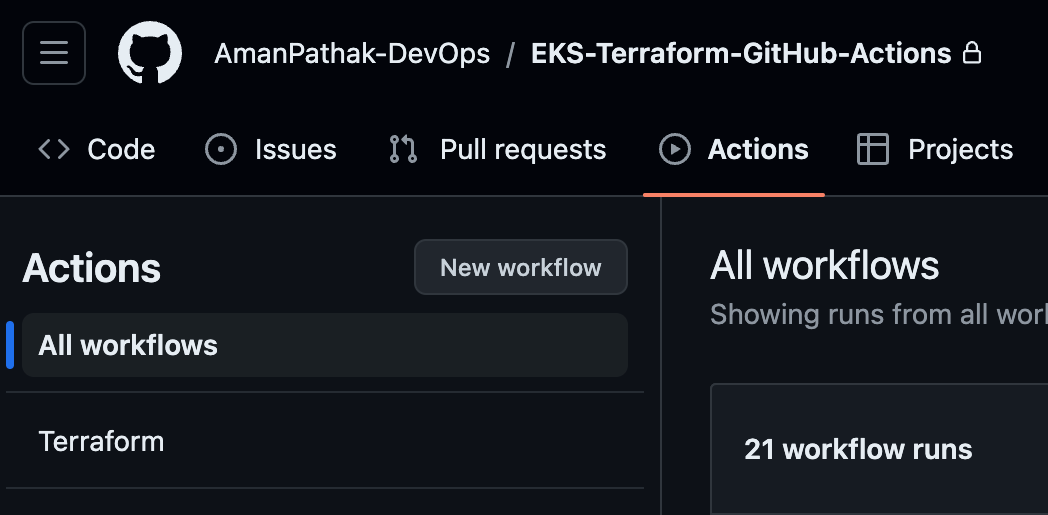 AmanPathak-DevOps / EKS-Terraform-GitHub-Actions
Code Issues Pull requests Actions Projects
Actions
New workflow
All workflows
Terraform
All workflows
Showing runs from all
21 workflow runs